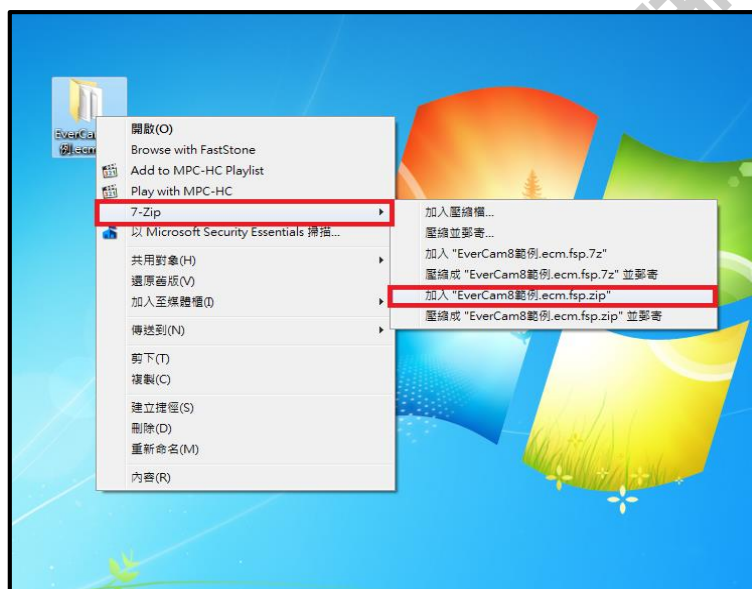 EverCa
例.ecm
開啟(O)
Browse with FastStone
Add to MPC-HC Playlist
Play with MPC-HC
7-Zip
以 Microsoft Security Essentials 掃描...
共用對象(H)
還原舊版(V)
加入至媒體櫃(I)
傳送到(N)
剪下(T)
複製(C)
建立捷徑(S)
刪除(D)
重新命名(M)
內容(R)
加入壓縮檔...
壓縮並郵寄...
加入 "EverCam8範例.ecm.fsp.7z"
壓縮成 "EverCam8範例.ecm.fsp.7z" 並郵寄
加入 "EverCam8範例.ecm.fsp.zip"
壓縮成 "EverCam8範例.ecm.fsp.zip" 並郵寄